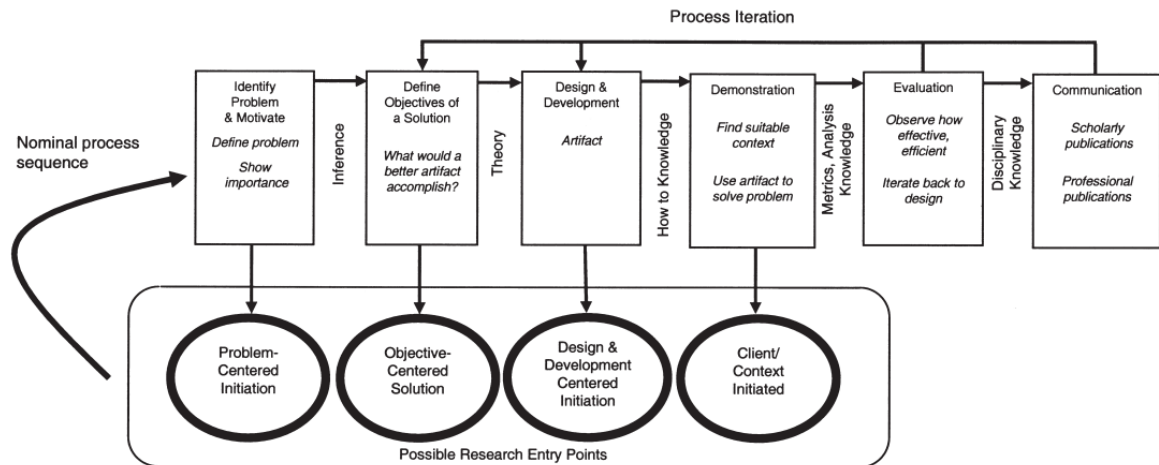 Process Iteration
Nominal process
sequence
Identify
Problem
& Motivate
Define problem
Show
importance
Inference
Define
Objectives of
a Solution
What would a
better artifact
accomplish?
Theory
Design &
Development
Artifact
How to Knowledge
Demonstration
Find suitable
context
Use artifact to
solve problem
Metrics, Analysis
Knowledge
Evaluation
Observe how
effective,
efficient
Iterate back to
design
Disciplinary
Knowledge
Communication
Scholarly
publications
Professional
publications
Problem-
Centered
Initiation
Objective-
Centered
Solution
Design &
Development
Centered
Initiation
Client/
Context
Initiated
Possible Research Entry Points